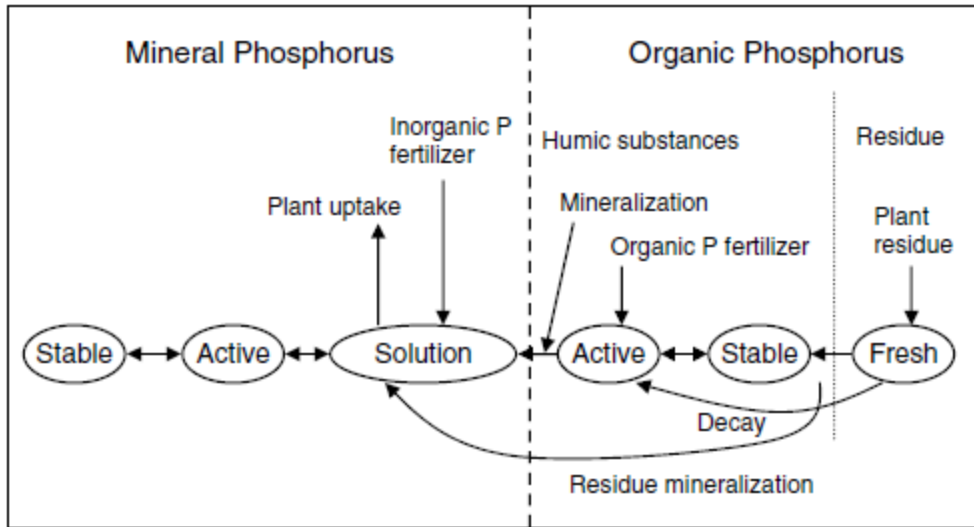 Mineral Phosphorus
Organic Phosphorus
Inorganic P
fertilizer
Humic substances
Residue
Plant uptake
Mineralization
Organic P fertilizer
Plant
residue
Stable
Active
Solution
Active
Stable
Fresh
Decay
Residue mineralization